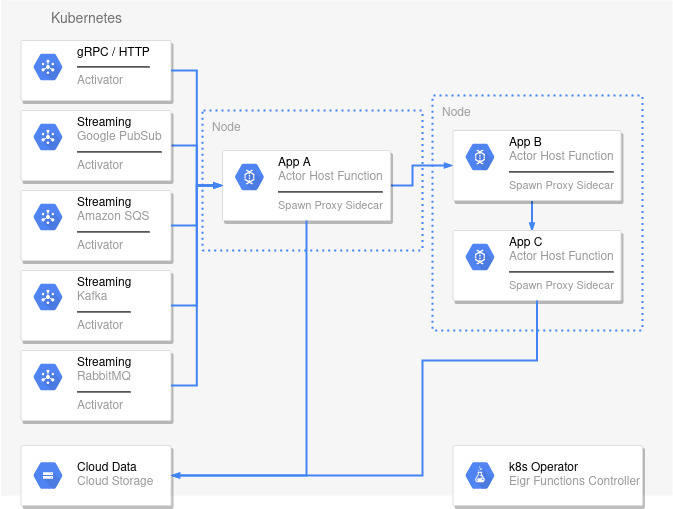 Kubernetes
gRPC / HTTP
Activator
Streaming
Google PubSub
Activator
Streaming
Amazon SQS
Activator
Streaming
Kafka
Activator
Streaming
RabbitMQ
Activator
Cloud Data
Cloud Storage
Node
App A
Actor Host Function
Spawn Proxy Sidecar
Node
App B
Actor Host Function
Spawn Proxy Sidecar
App C
Actor Host Function
Spawn Proxy Sidecar
k8s Operator
Eigr Functions Controller